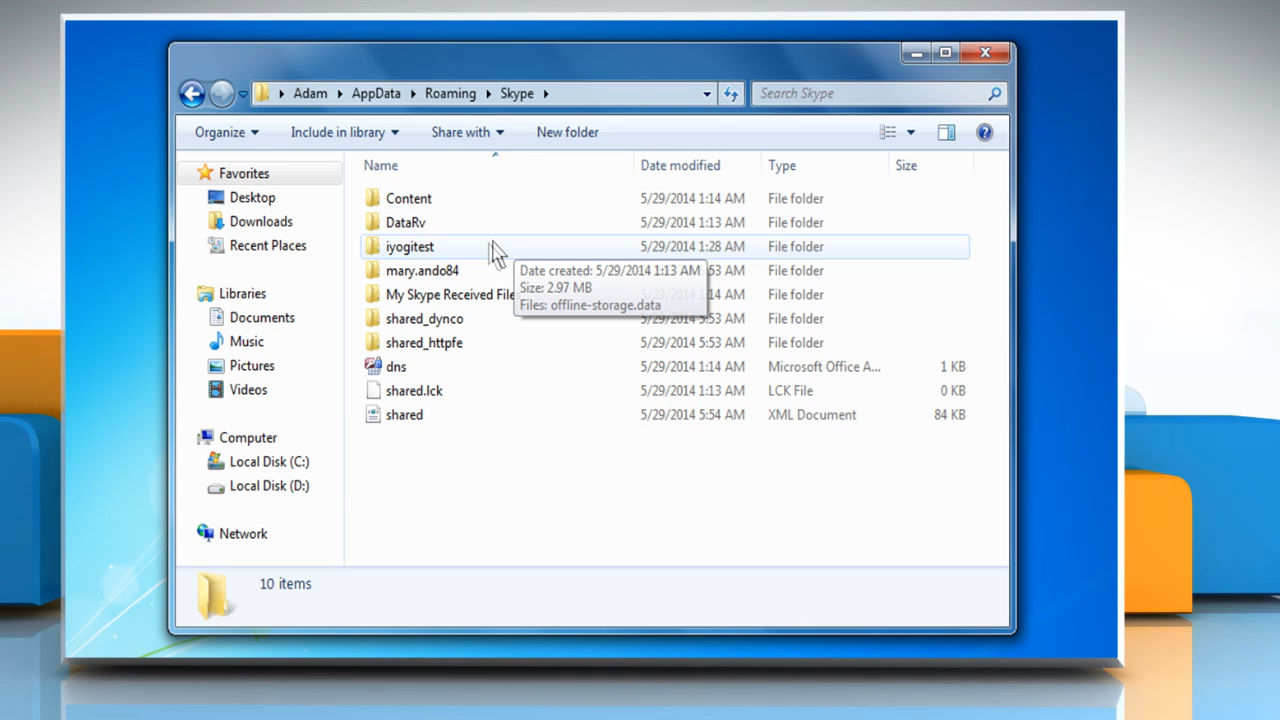 Adam AppData Roaming Skype Search Skype
Organize Include in library Share with New folder
Favorites
Desktop
Downloads
Recent Places
Libraries
Documents
Music
Pictures
Videos
Computer
Local Disk (C:)
Local Disk (D:)
Network
Name Date modified Type Size
Content 5/29/2014 1:14 AM File folder
DataRv 5/29/2014 1:13 AM File folder
iyogitest 5/29/2014 1:28 AM File folder
mary.ando84 53 AM File folder
My Skype Received File 14 AM File folder
shared_dynco 5/29/2014 5:53 AM File folder
shared_httpfe 5/29/2014 5:53 AM File folder
dns 5/29/2014 1:14 AM Microsoft Office A... 1 KB
shared.lck 5/29/2014 1:13 AM LCK File 0 KB
shared 5/29/2014 5:54 AM XML Document 84 KB
Date created: 5/29/2014 1:13 AM
Size: 2.97 MB
Files: offline-storage.data
10 items